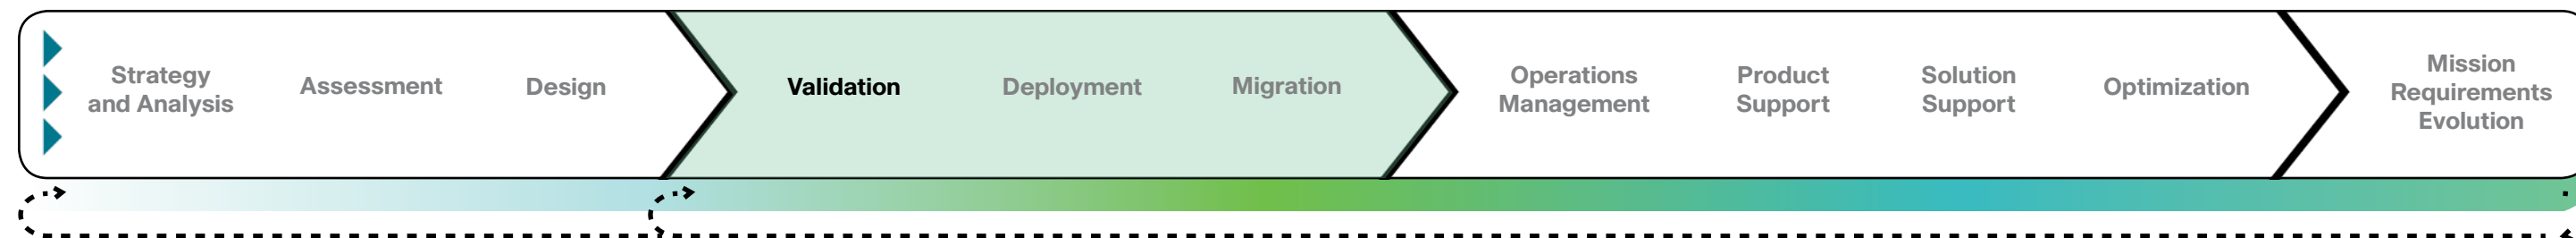 Strategy
and Analysis
Assessment
Design
Validation
Deployment
Migration
Operations
Management
Product
Support
Solution
Support
Optimization
Mission
Requirements
Evolution